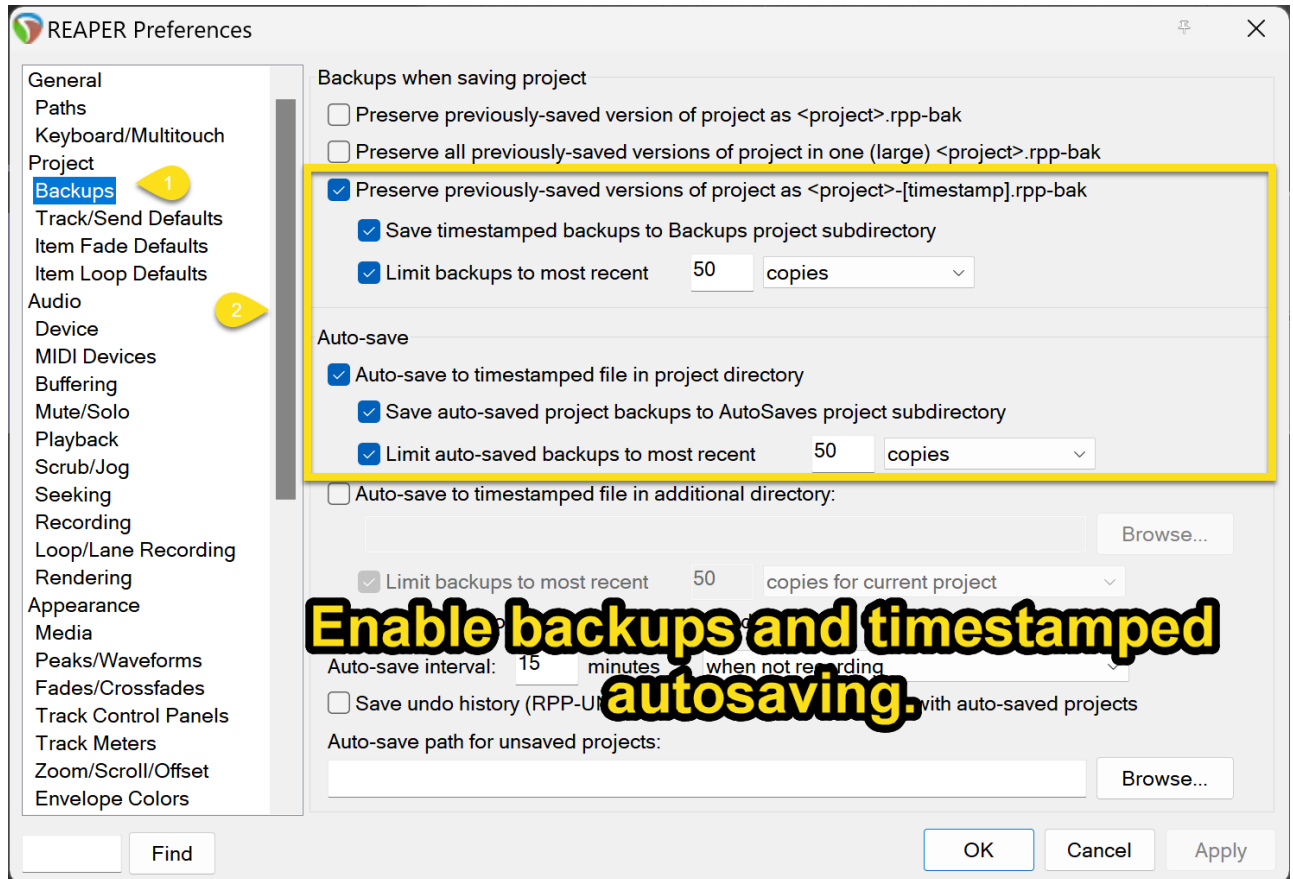 REAPER Preferences
General
Paths
Keyboard/Multitouch
Project
Backups
1
Track/Send Defaults
Item Fade Defaults
Item Loop Defaults
Audio
2
Device
MIDI Devices
Buffering
Mute/Solo
Playback
Scrub/Jog
Seeking
Recording
Loop/Lane Recording
Rendering
Appearance
Media
Peaks/Waveforms
Fades/Crossfades
Track Control Panels
Track Meters
Zoom/Scroll/Offset
Envelope Colors
Find
Backups when saving project
Preserve previously-saved version of project as <project>.rpp-bak
Preserve all previously-saved versions of project in one (large) <project>.rpp-bak
Preserve previously-saved versions of project as <project>-[timestamp].rpp-bak
Save timestamped backups to Backups project subdirectory
Limit backups to most recent 50 copies
Auto-save
Auto-save to timestamped file in project directory
Save auto-saved project backups to AutoSaves project subdirectory
Limit auto-saved backups to most recent 50 copies
Auto-save to timestamped file in additional directory:
Browse...
Limit backups to most recent 50 copies for current project
Enable backups and timestamped
autosaving.
Auto-save interval: 15 minutes when not recording
Save undo history (RPP-U with auto-saved projects
Auto-save path for unsaved projects:
Browse...
OK Cancel Apply